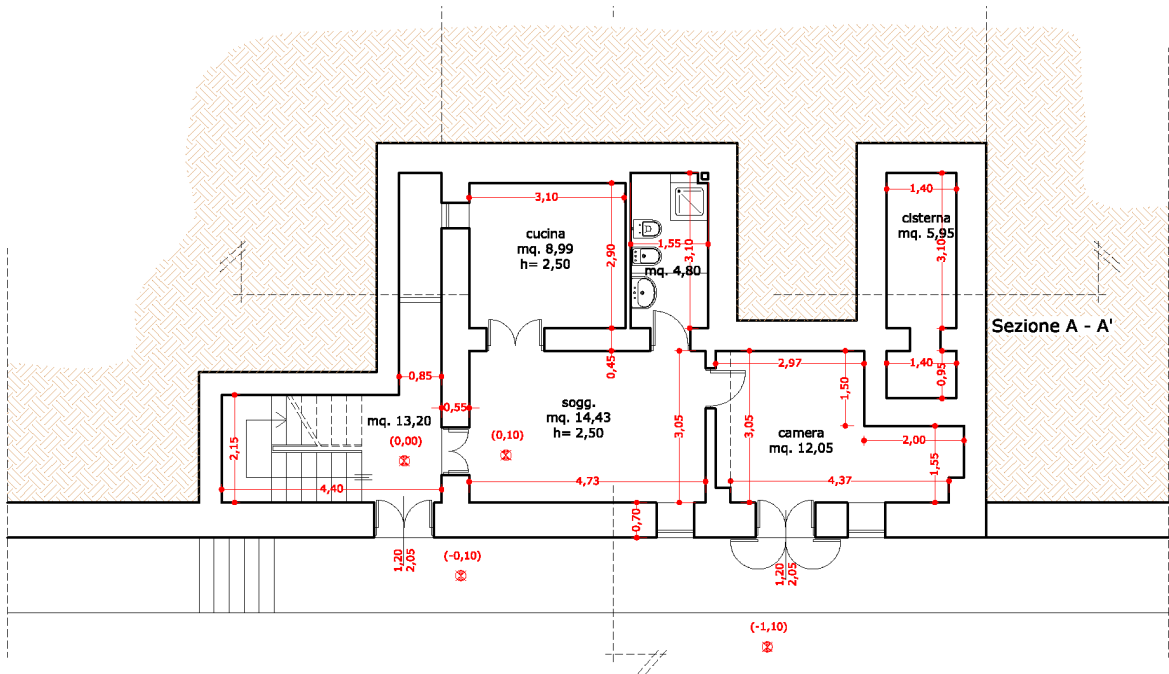 3,10
cucina
mq. 8,99
h= 2,50
2,90
1,55
3,10
mq. 4,80
1,40
cisterna
mq. 5,95
3,10
Sezione A - A'
0,85
0,55
0,45
2,97
1,50
1,40
0,95
mq. 13,20
(0,00)
2,15
4,40
sogg.
mq. 14,43
h= 2,50
(0,10)
3,05
4,73
3,05
camera
mq. 12,05
2,00
1,55
4,37
0,70
1,20
2,05
(-0,10)
1,20
2,05
(-1,10)